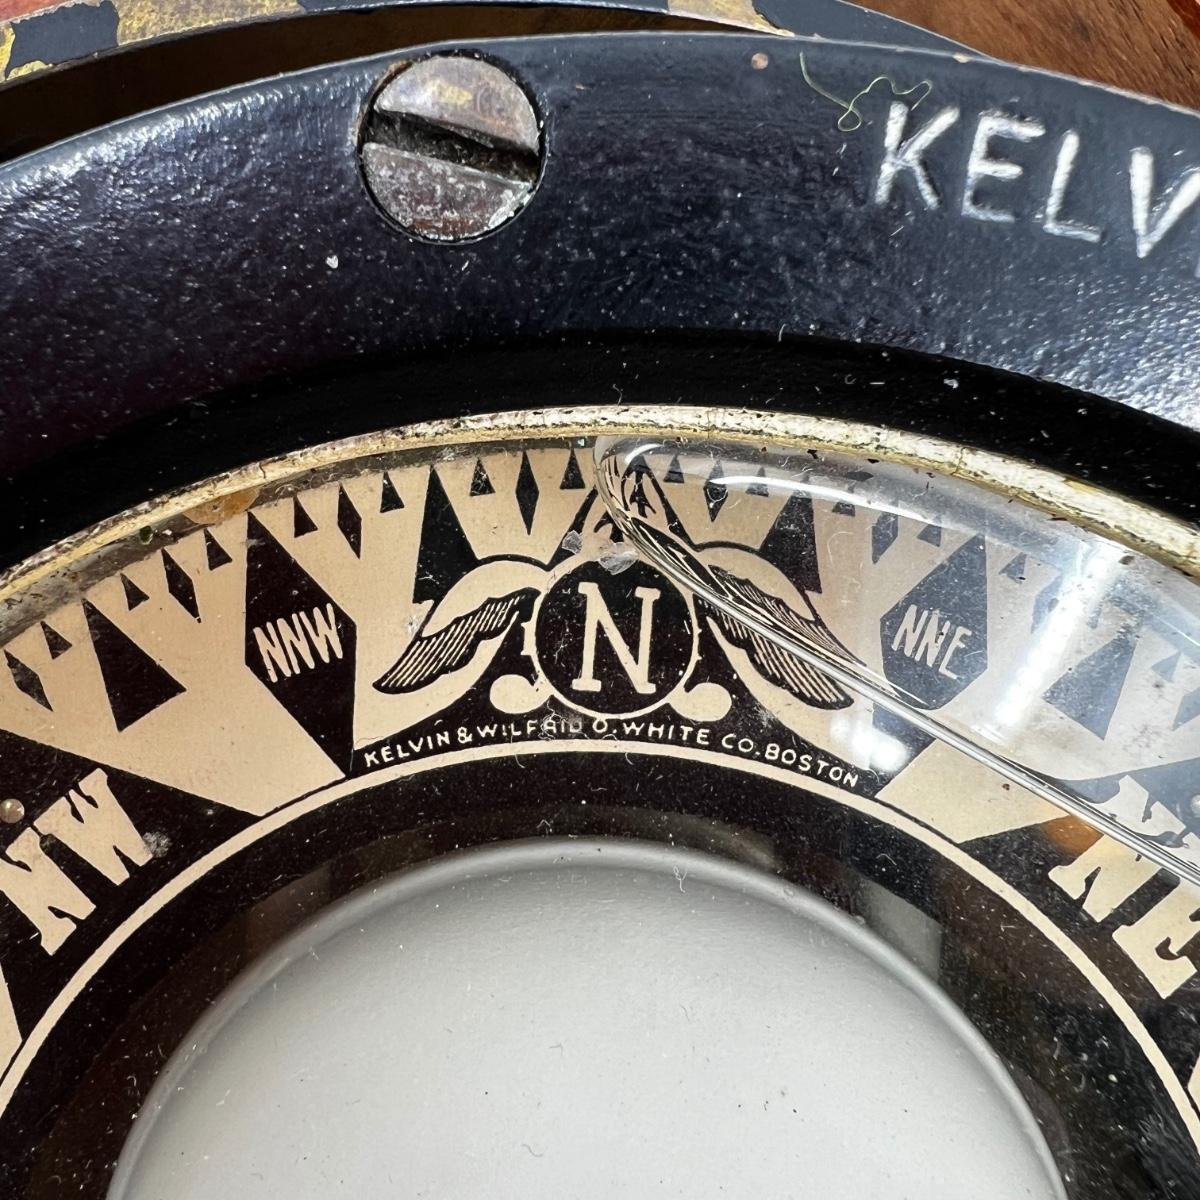 KELV
NNW
N
NNE
KELVIN & WILFRID O. WHITE CO. BOSTON
NW
NE